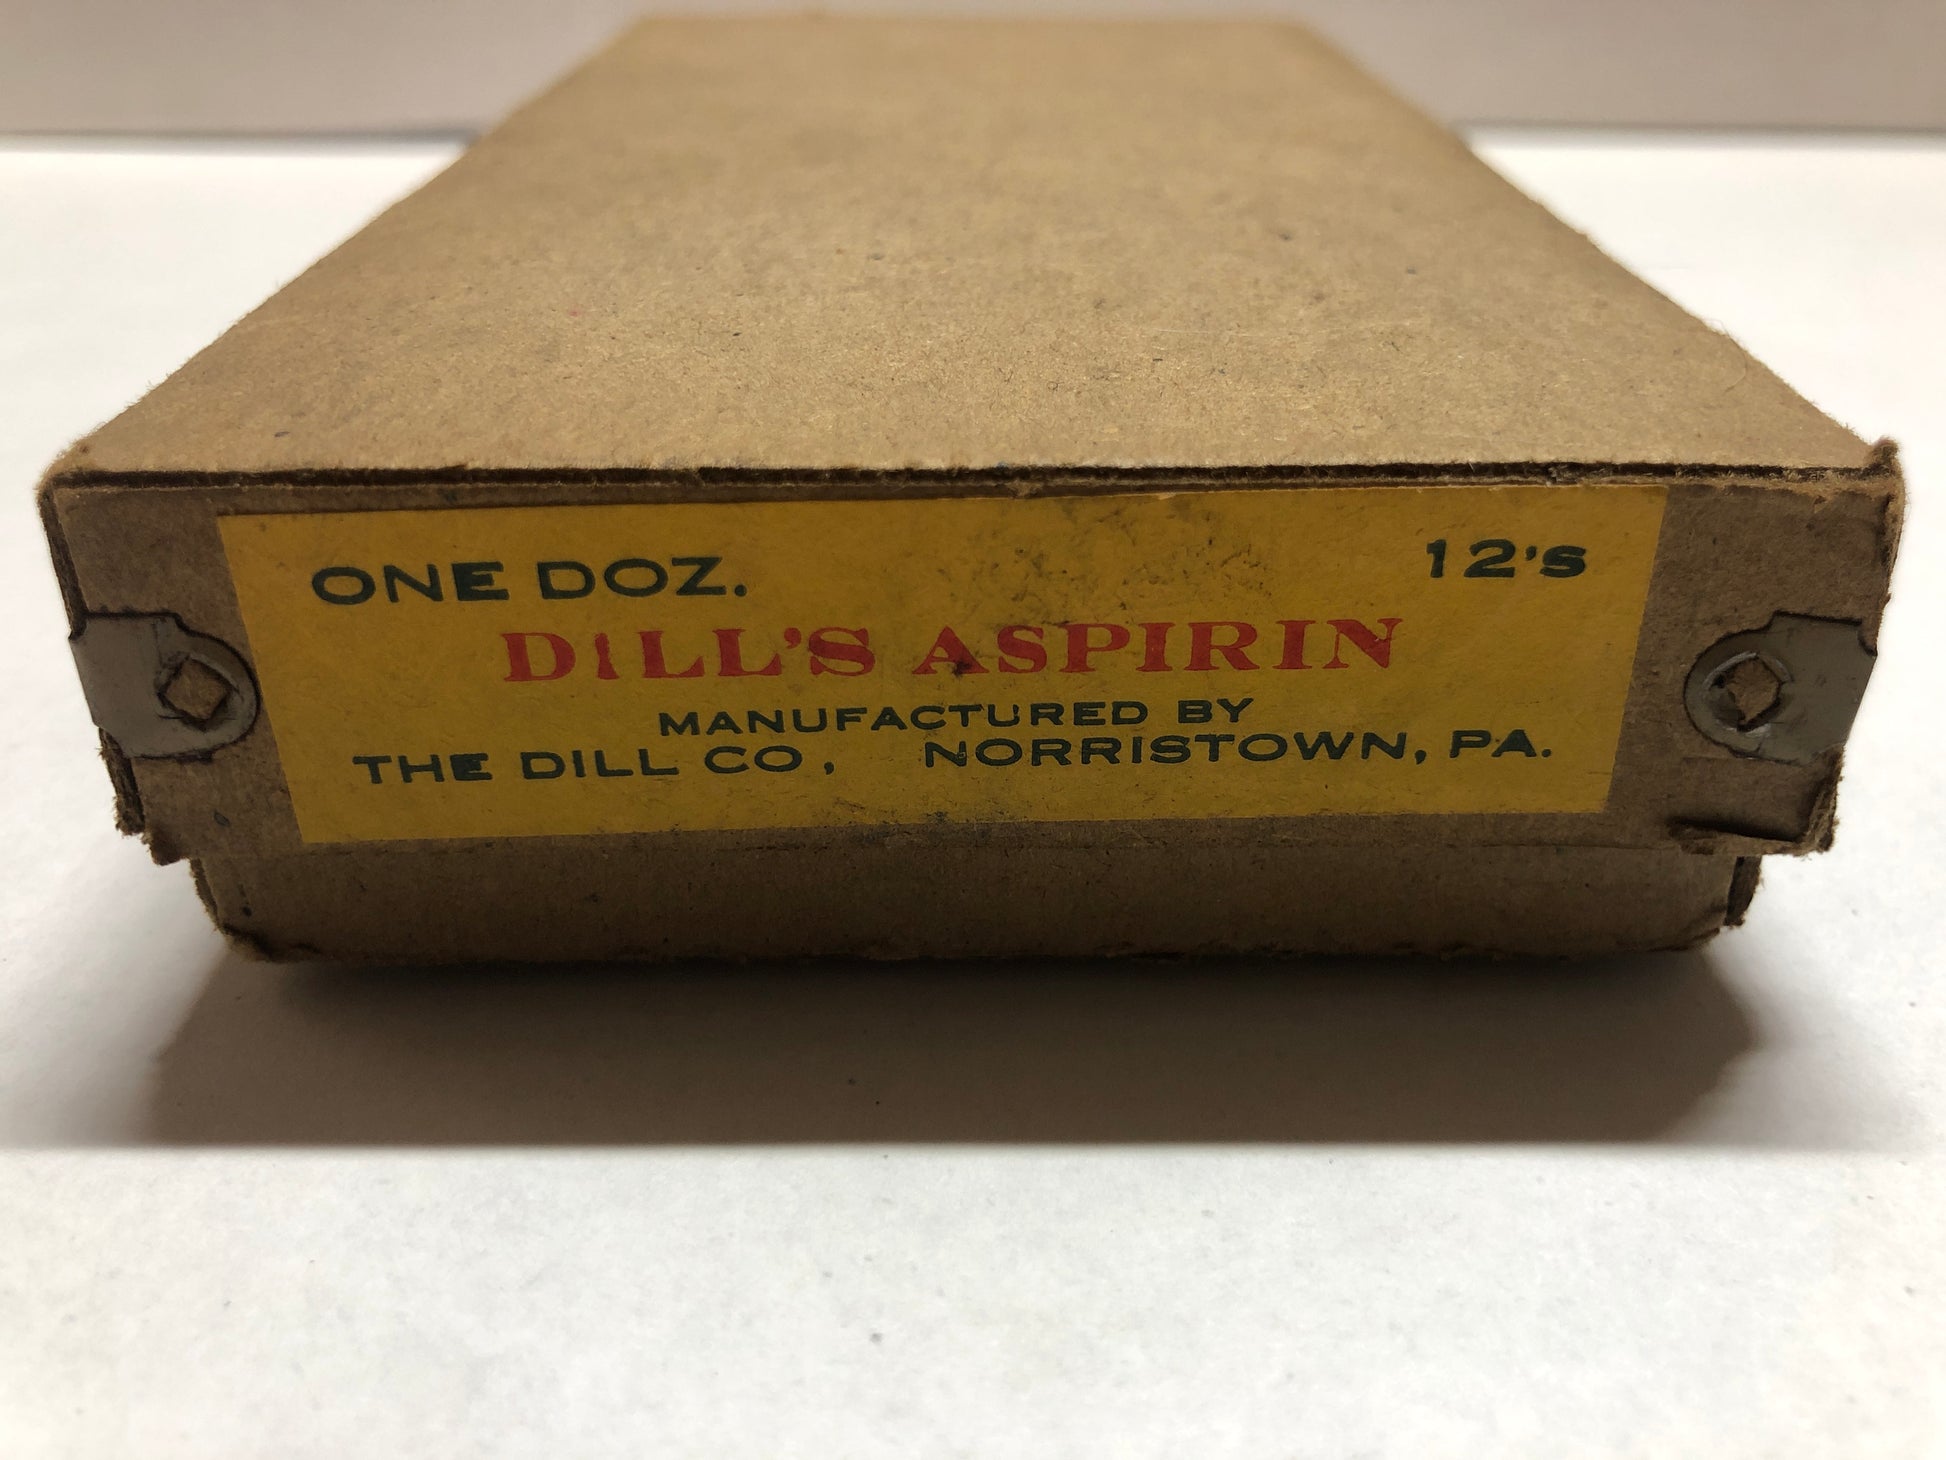 ONE DOZ. 12's
DILL'S ASPIRIN
MANUFACTURED BY
THE DILL CO, NORRISTOWN, PA.